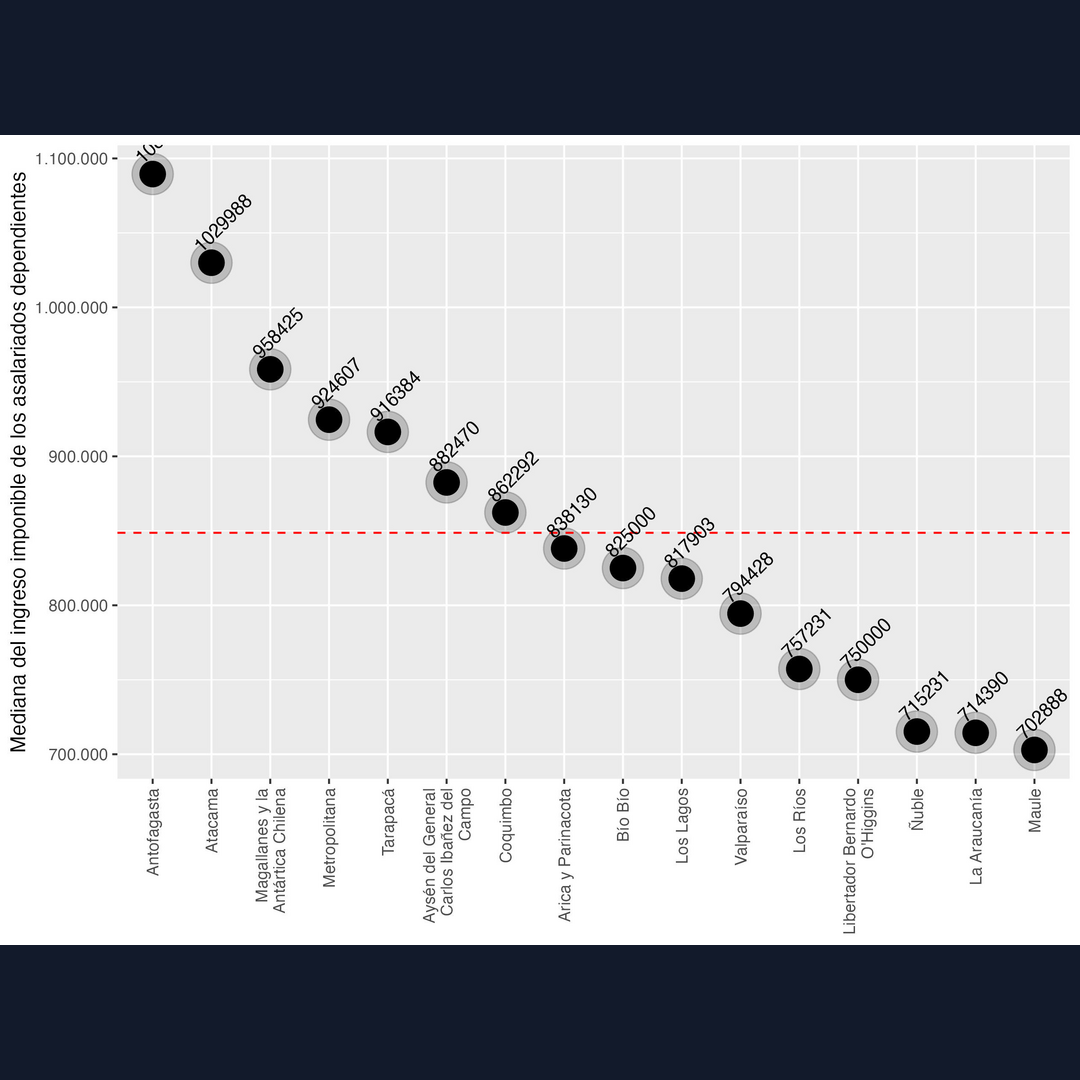 Mediana del ingreso imponible de los asalariados dependientes
1.100.000
1.000.000
900.000
800.000
700.000
1029988
958425
924607
916384
882470
862292
838130
825000
817903
794428
757231
750000
715231
714390
702888
Antofagasta
Atacama
Magallanes y la
Antártica Chilena
Metropolitana
Tarapacá
Aysén del General
Carlos Ibañez del
Campo
Coquimbo
Arica y Parinacota
Bío Bío
Los Lagos
Valparaíso
Los Ríos
Libertador Bernardo
O'Higgins
Ñuble
La Araucanía
Maule